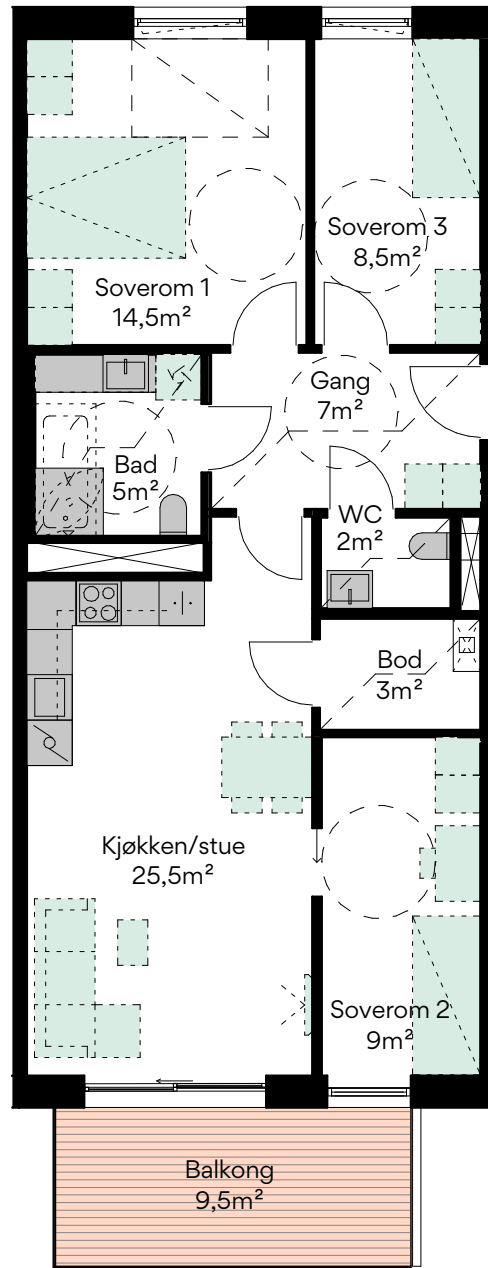 Soverom 3
8,5m²
Soverom 1
14,5m²
Gang
7m²
Bad
5m²
WC
2m²
Bod
3m²
Kjøkken/stue
25,5m²
Soverom 2
9m²
Balkong
9,5m²